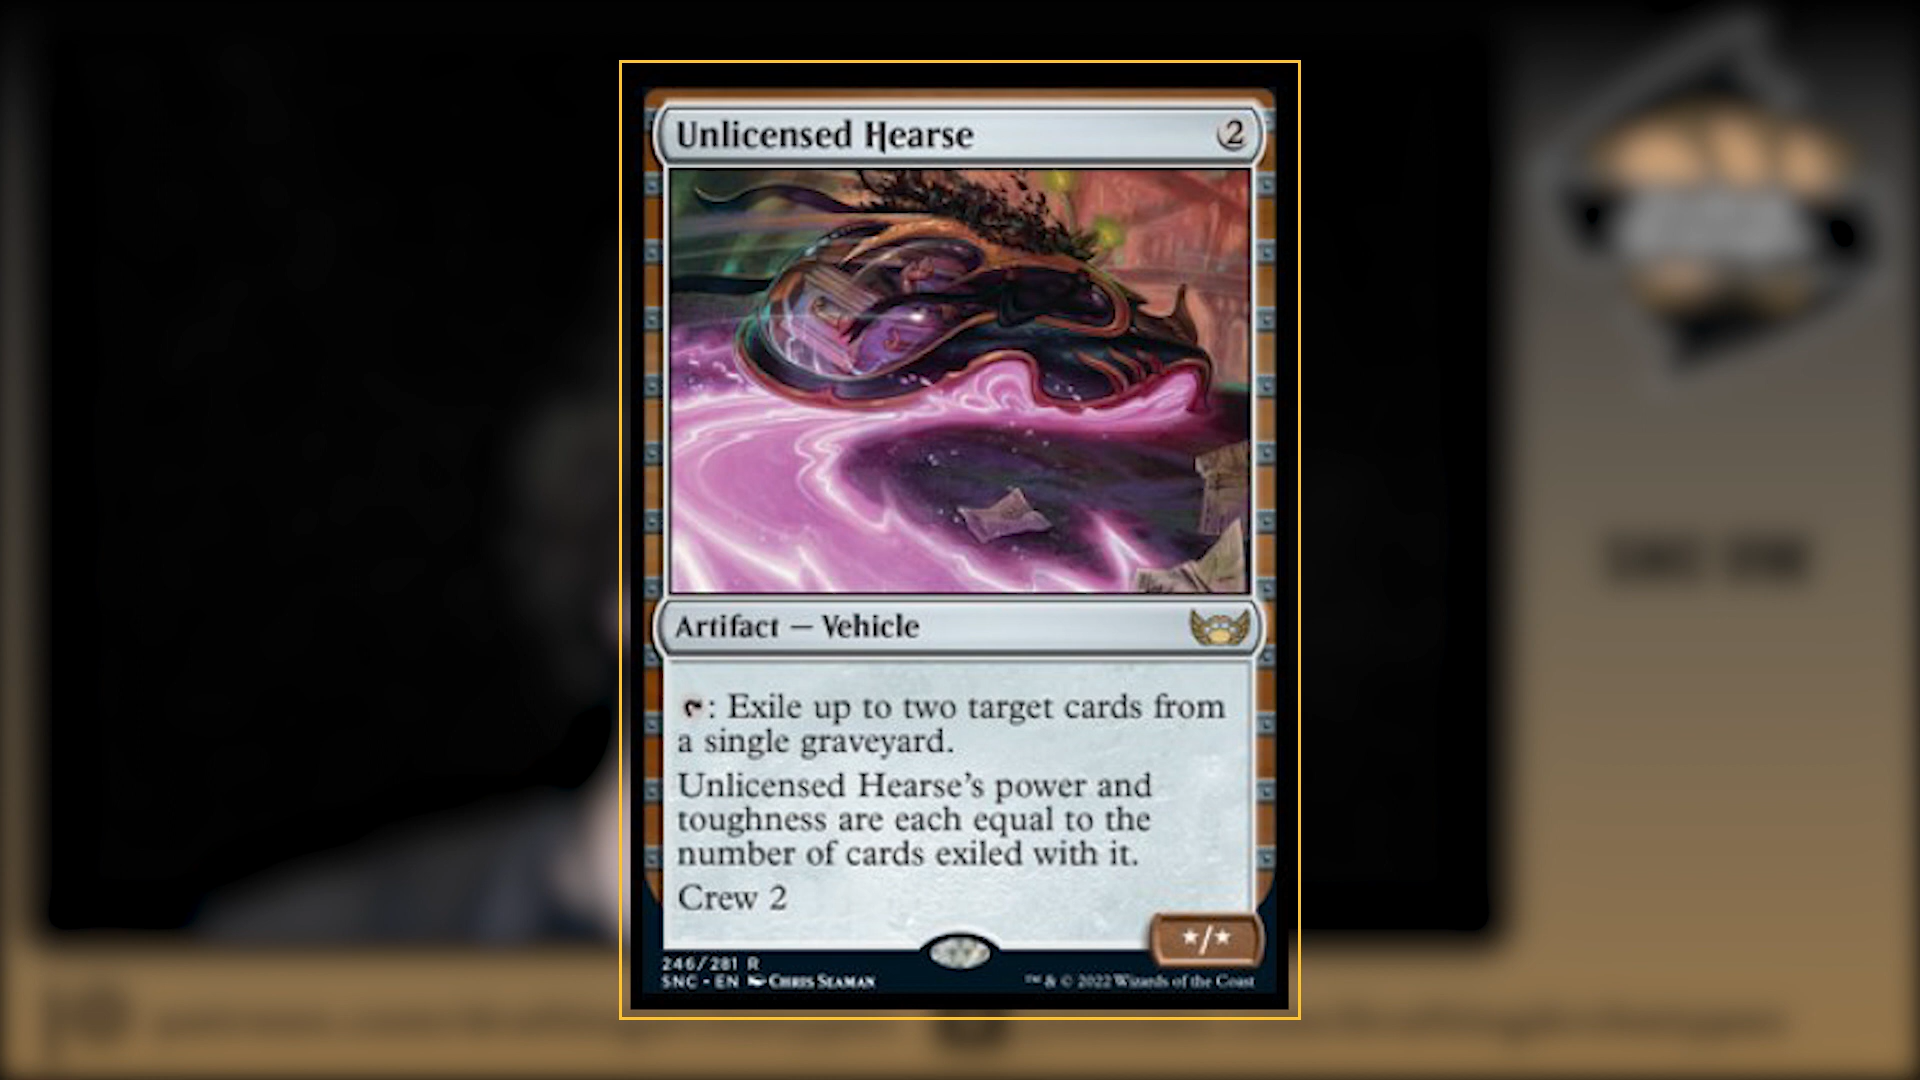 Unlicensed Hearse 2
Artifact — Vehicle
: Exile up to two target cards from
a single graveyard.
Unlicensed Hearse's power and
toughness are each equal to the
number of cards exiled with it.
Crew 2
★/★
246/281 R
SNC • EN Chris Seaman
™ & © 2022 Wizards of the Coast